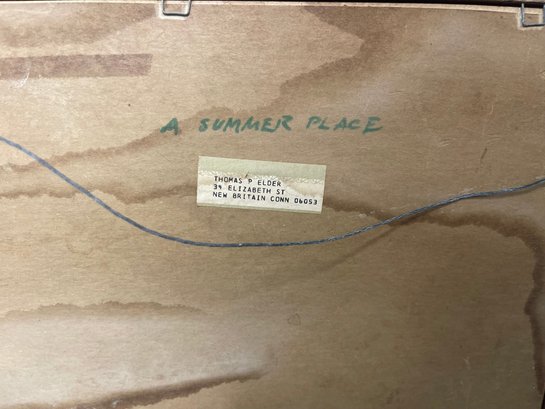 A SUMMER PLACE
THOMAS P ELDER
34 ELIZABETH ST
NEW BRITAIN CONN 06053